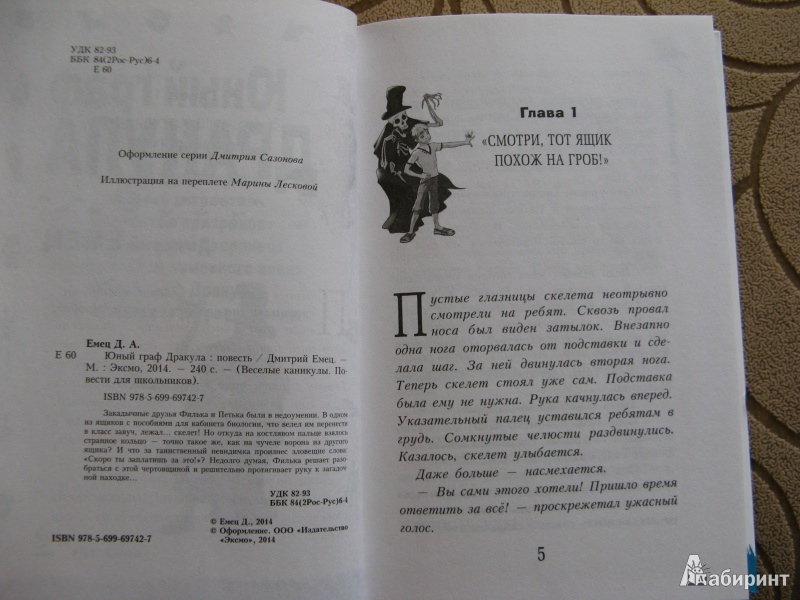 УДК 82-93
ББК 84(2Рос-Рус)6-4
Е 60
Оформление серии Дмитрия Сазонова
Иллюстрация на переплете Марины Лесковой
Емец Д. А.
Е 60 Юный граф Дракула : повесть / Дмитрий Емец. –
М. : Эксмо, 2014. – 240 с. – (Веселые каникулы. По-
вести для школьников).
ISBN 978-5-699-69742-7
Закадычные друзья Филька и Петька были в недоумении. В одном
из ящиков с пособиями для кабинета биологии, что велел им перенести
в класс завуч, лежал... скелет! Но откуда на костлявом пальце взялось
странное кольцо — точно такое же, как на чучеле ворона из другого
ящика? И что за таинственный невидимка произнес зловещие слова:
«Скоро ты заплатишь за это!»? Недолго думая, Филька решает разо-
браться с этой чертовщиной и решительно протягивает руку к загадоч-
ной находке...
УДК 82-93
ББК 84(2Рос-Рус)6-4
© Емец Д., 2014
© Оформление. ООО «Издательство
«Эксмо», 2014
ISBN 978-5-699-69742-7
Глава 1
«СМОТРИ, ТОТ ЯЩИК
ПОХОЖ НА ГРОБ!»
Пустые глазницы скелета неотрывно
смотрели на ребят. Сквозь провал
носа был виден затылок. Внезапно
одна нога оторвалась от подставки и сде-
лала шаг. За ней двинулась вторая нога.
Теперь скелет стоял уже сам. Подставка
была ему не нужна. Рука качнулась вперед.
Указательный палец уставился ребятам в
грудь. Сомкнутые челюсти раздвинулись.
Казалось, скелет улыбается.
Даже больше — насмехается.
— Вы сами этого хотели! Пришло время
ответить за всё! — проскрежетал ужасный
голос.
5
Лабиринт